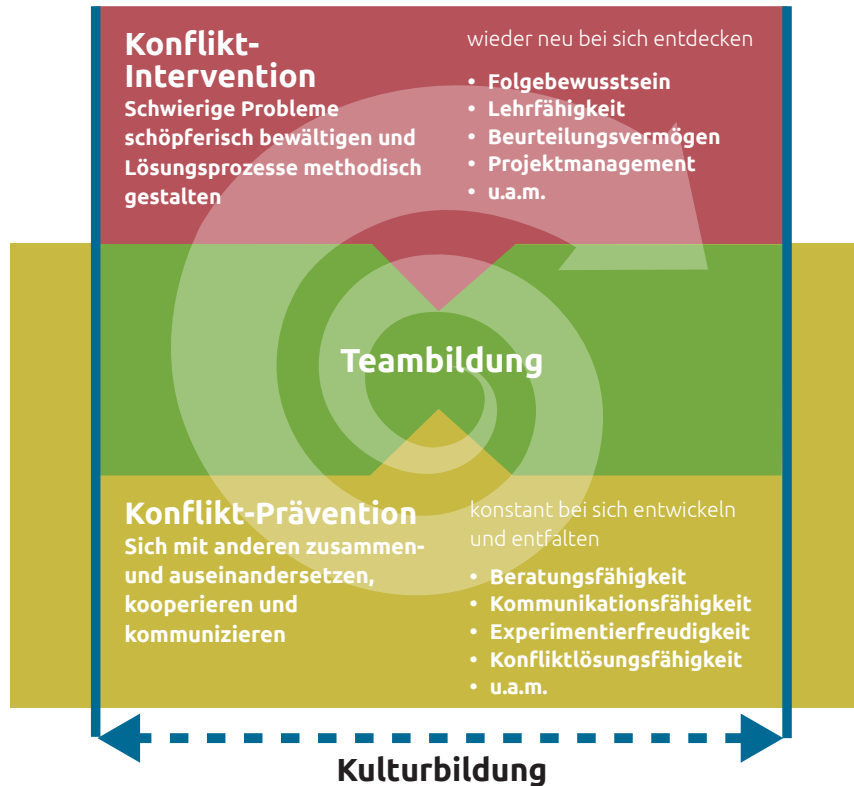 Konflikt-
Intervention
Schwierige Probleme
schöpferisch bewältigen und
Lösungsprozesse methodisch
gestalten
wieder neu bei sich entdecken
• Folgebewusstsein
• Lehrfähigkeit
• Beurteilungsvermögen
• Projektmanagement
• u.a.m.
Teambildung
Konflikt-Prävention
Sich mit anderen zusammen-
und auseinandersetzen,
kooperieren und
kommunizieren
konstant bei sich entwickeln
und entfalten
• Beratungsfähigkeit
• Kommunikationsfähigkeit
• Experimentierfreudigkeit
• Konfliktlösungsfähigkeit
• u.a.m.
Kulturbildung